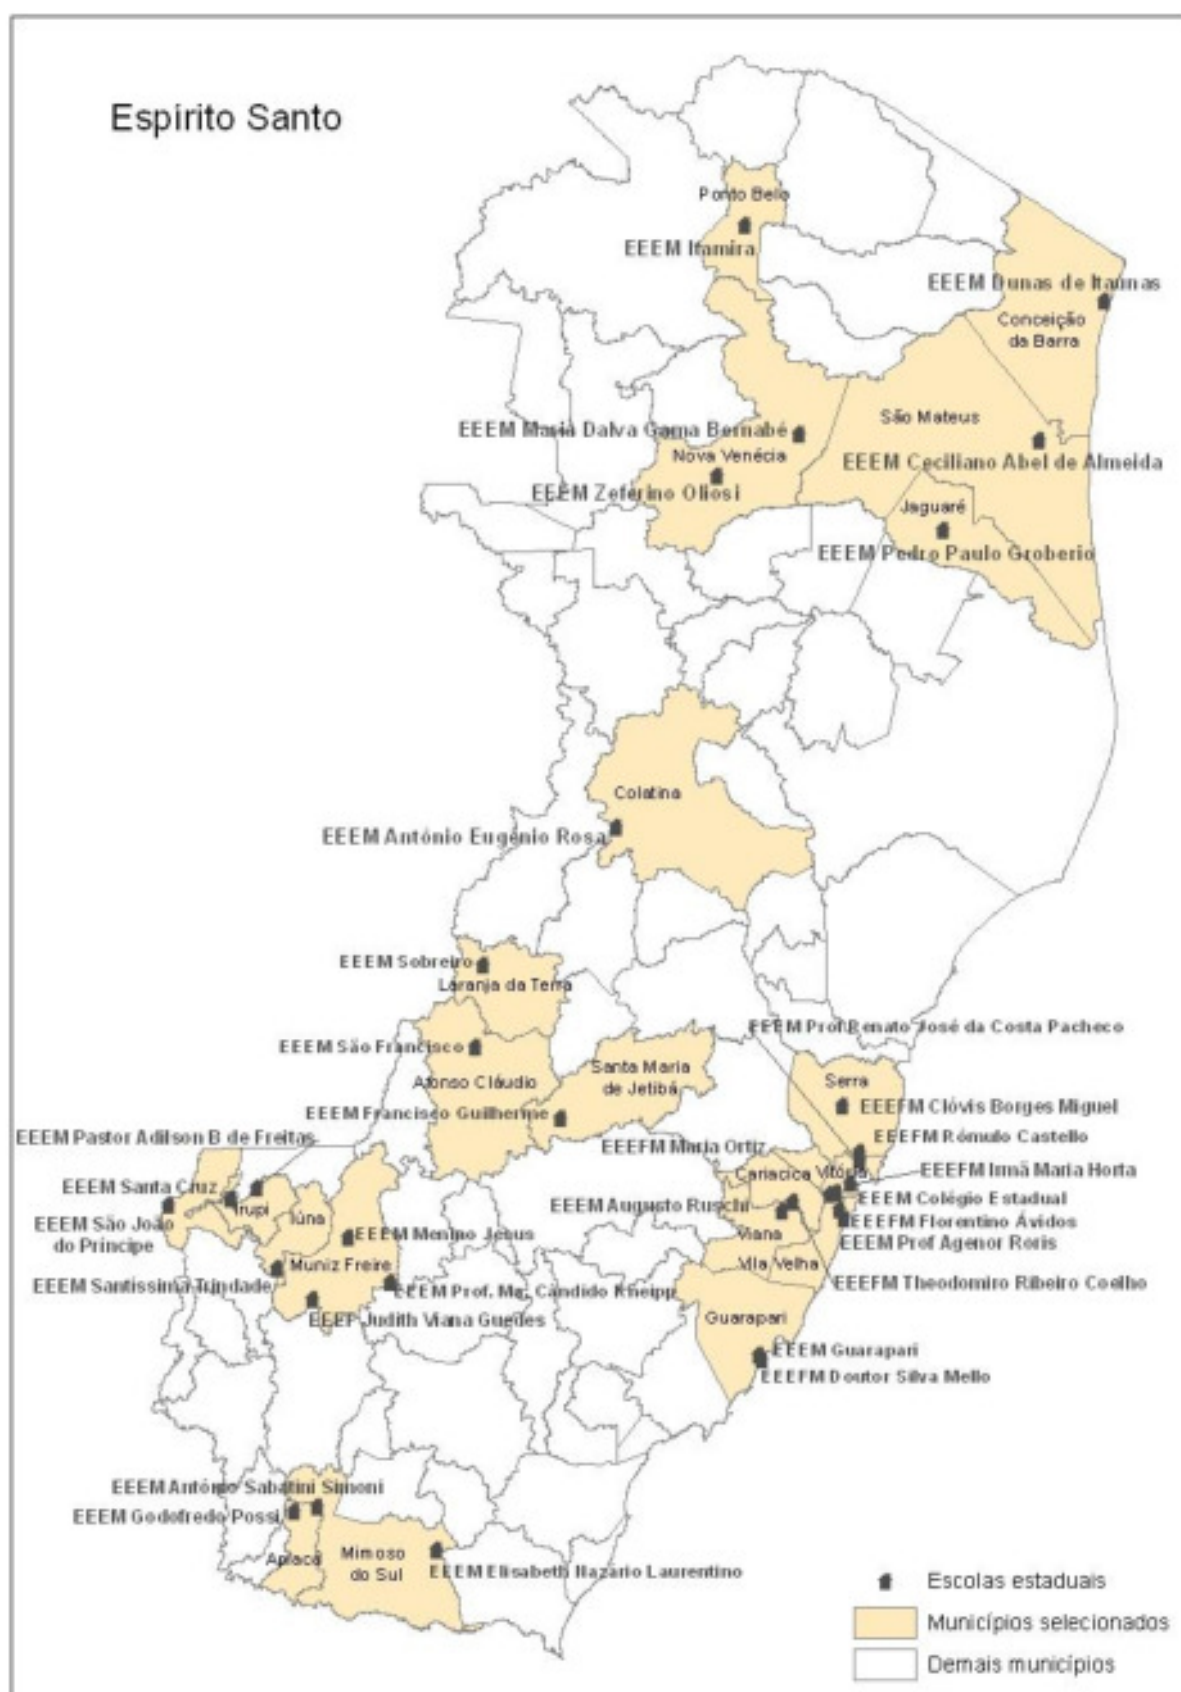 Espírito Santo
Ponto Belo
EEEM Itamira
EEEM Dunas de Itaúnas
Conceição
da Barra
São Mateus
EEEM Maria Dalva Gama Bernabé
Nova Venécia
EEEM Ceciliano Abel de Almeida
EEEM Zeferino Oliosi
Jaguaré
EEEM Pedro Paulo Groberio
Colatina
EEEM Antônio Eugênio Rosa
EEEM Sobreiro
Laranja da Terra
EEEM Prof Renato José da Costa Pacheco
EEEM São Francisco
Afonso Cláudio
Santa Maria
de Jetibá
Serra
EEEFM Clóvis Borges Miguel
EEEM Francisco Guilherme
EEEM Pastor Adilson B de Freitas
EEEFM Maria Ortiz
EEEFM Rômulo Castello
Cariacica
Vitória
EEEFM Irmã Maria Horta
EEEM Santa Cruz
Irupi
Iúna
EEEM São João
do Príncipe
EEEM Augusto Ruschi
EEEM Colégio Estadual
EEEFM Florentino Ávidos
Viana
EEEM Menino Jesus
EEEM Prof Agenor Roris
Muniz Freire
Vila Velha
EEEM Santíssima Trindade
EEEM Prof. Ma. Cândido Kneipp
EEEFM Theodomiro Ribeiro Coelho
EEEF Judith Viana Guedes
Guarapari
EEEM Guarapari
EEEFM Doutor Silva Mello
EEEM Antônio Sabatini Simoni
EEEM Godofredo Possi
Apiacá
Mimoso
do Sul
EEEM Elisabeth Nazário Laurentino
Escolas estaduais
Municípios selecionados
Demais municípios